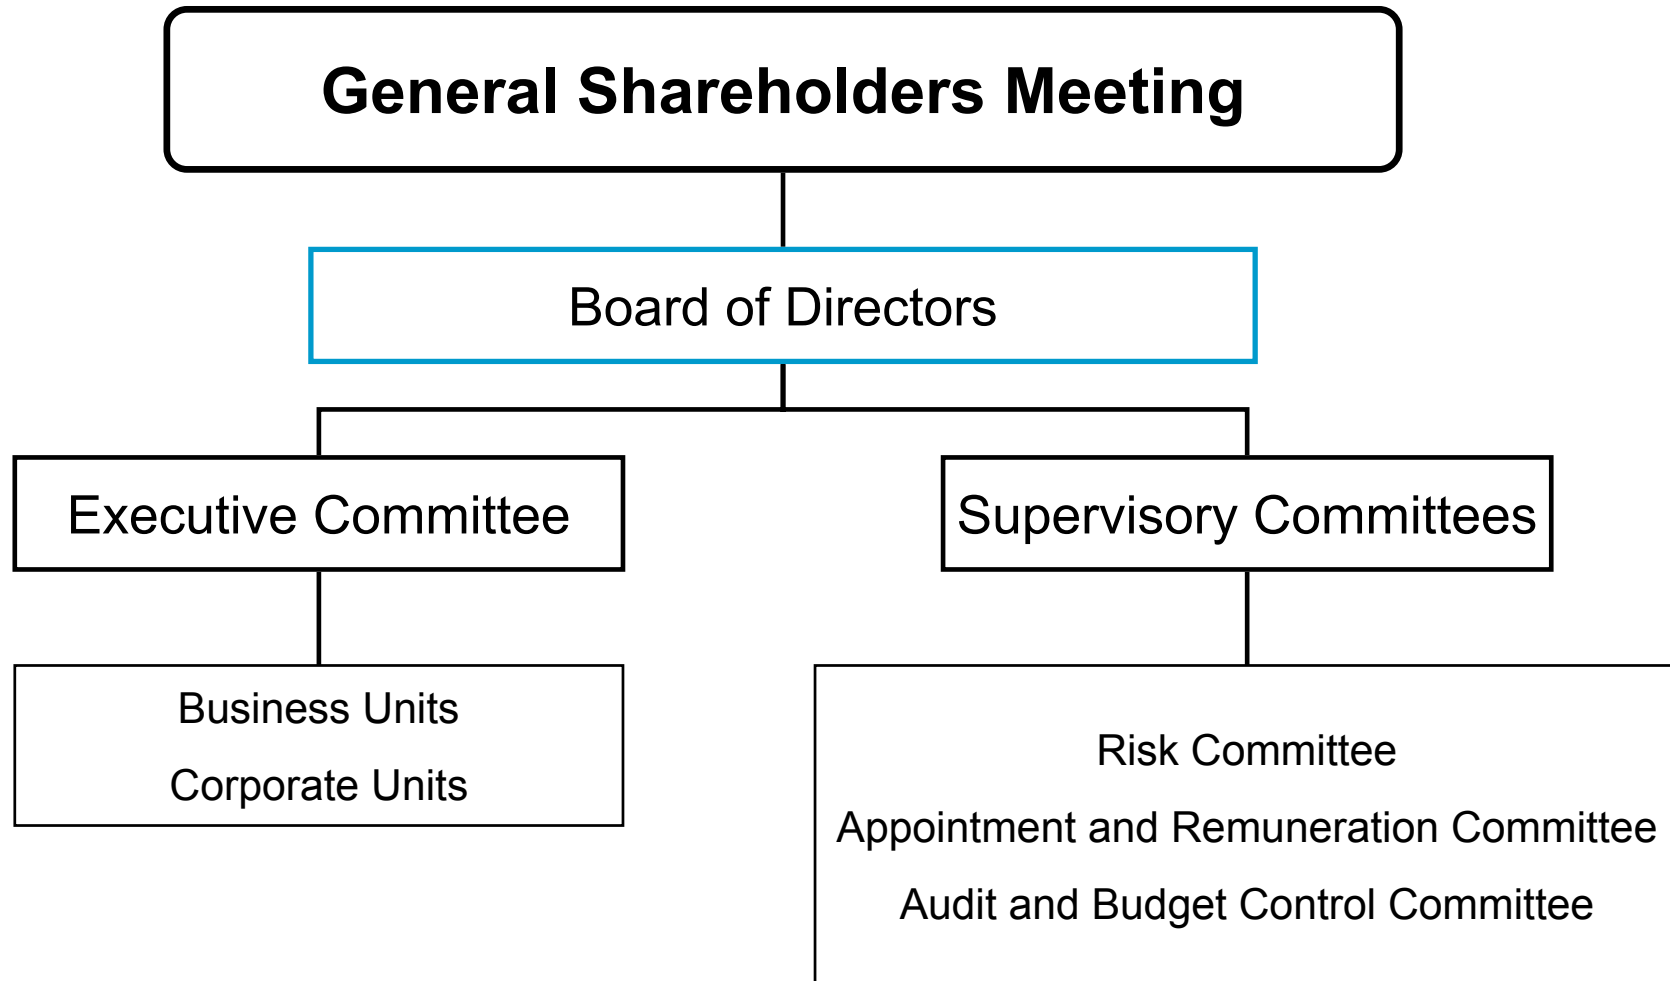 General Shareholders Meeting
Board of Directors
Executive Committee
Supervisory Committees
Business Units
Corporate Units
Risk Committee
Appointment and Remuneration Committee
Audit and Budget Control Committee